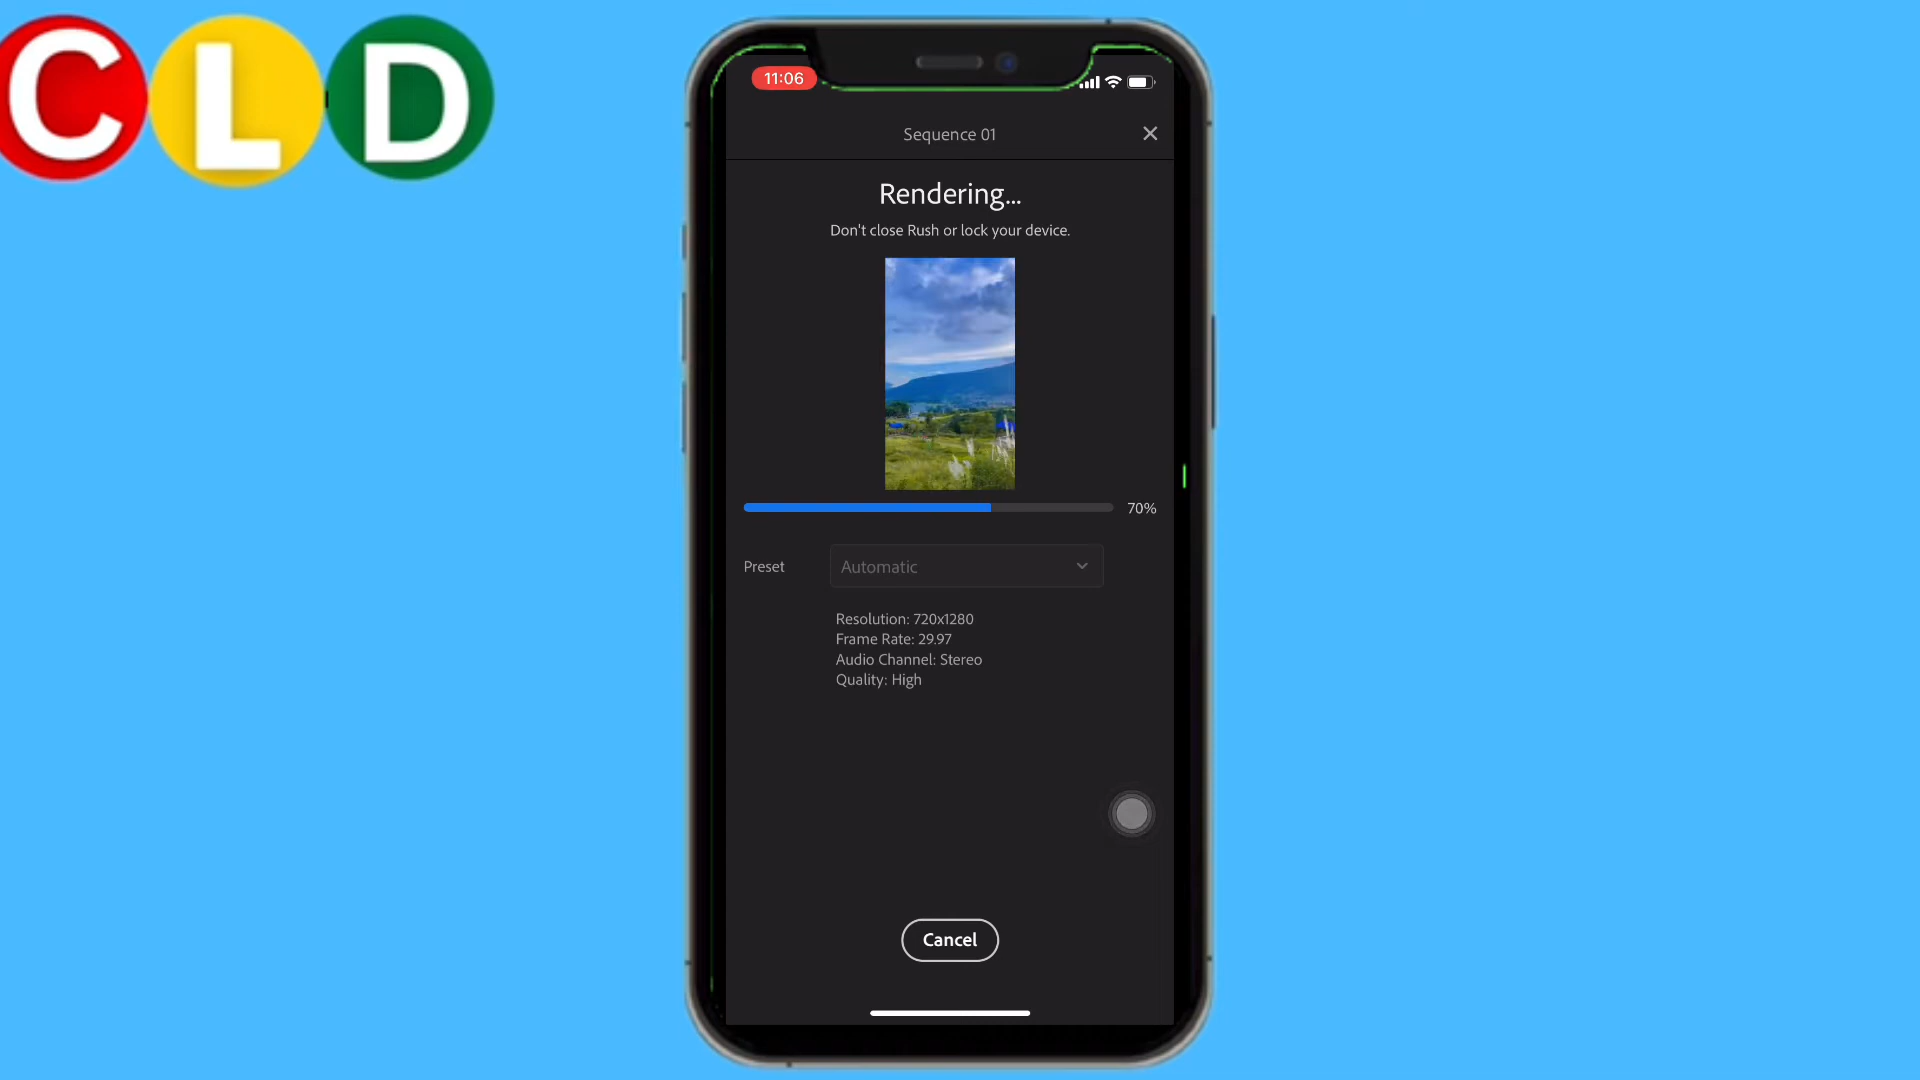 CLD
11:06
Sequence 01
Rendering...
Don't close Rush or lock your device.
70%
Preset
Automatic
Resolution: 720x1280
Frame Rate: 29.97
Audio Channel: Stereo
Quality: High
Cancel